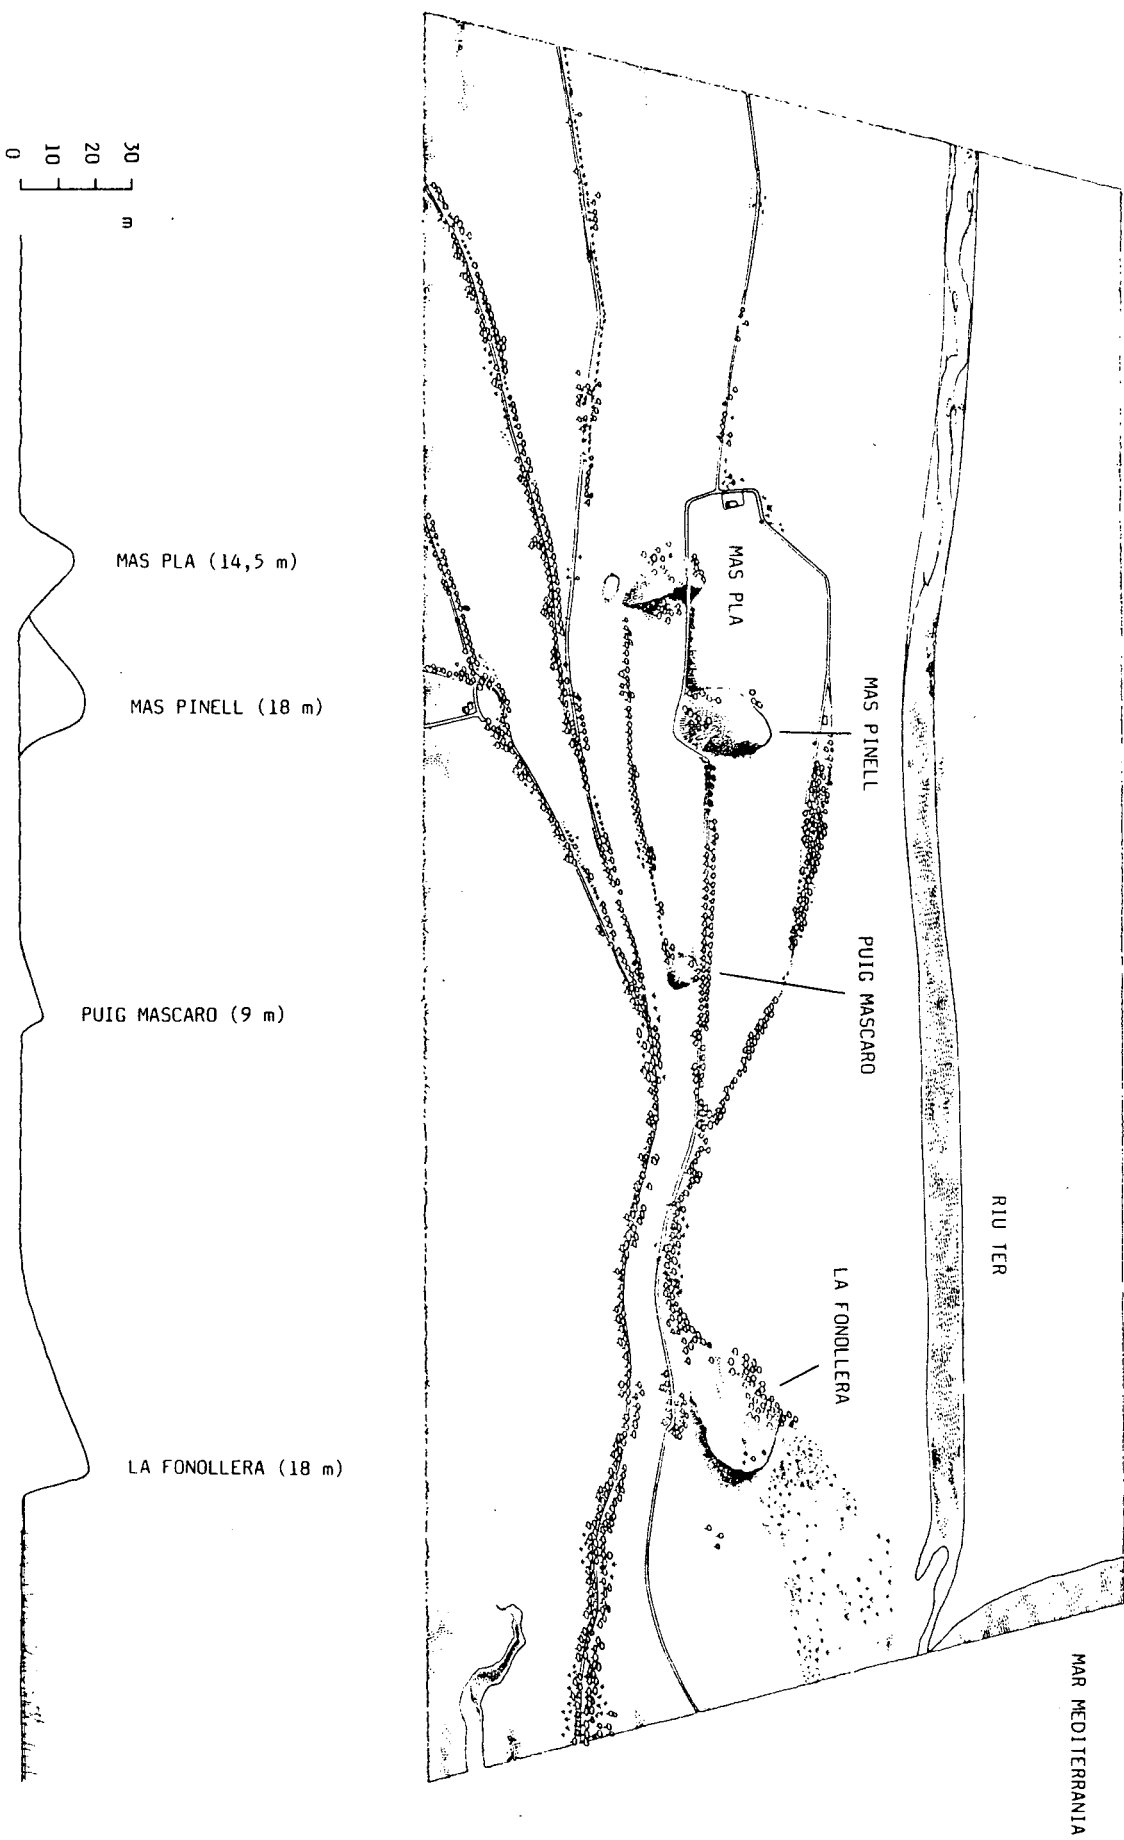 MAR MEDITERRANIA
RIU TER
MAS PINELL
PUIG MASCARO
LA FONOLLERA
MAS PLA
30
20
10
0
m
MAS PLA (14,5 m)
MAS PINELL (18 m)
PUIG MASCARO (9 m)
LA FONOLLERA (18 m)